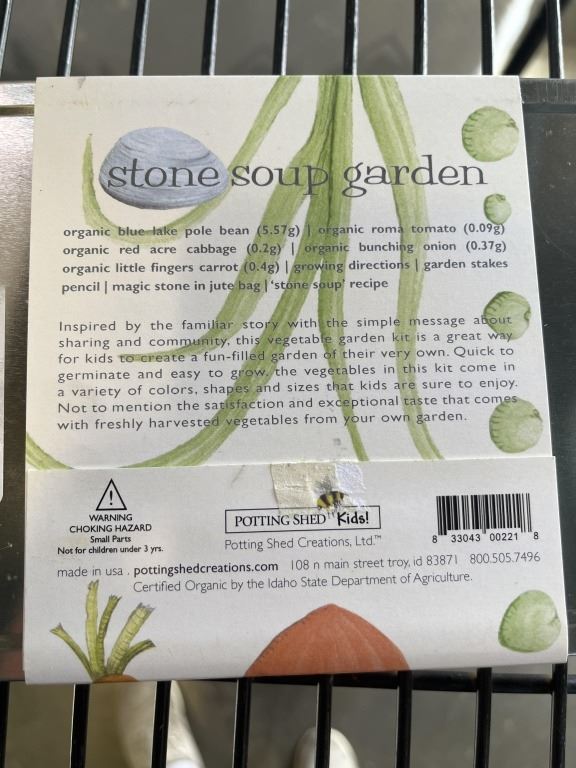 stone soup garden
organic blue lake pole bean (5.57g) | organic roma tomato (0.09g)
organic red acre cabbage (0.2g) | organic bunching onion (0.37g)
organic little fingers carrot (0.4g) | growing directions | garden stakes
pencil | magic stone in jute bag | 'stone soup' recipe
Inspired by the familiar story with the simple message about
sharing and community, this vegetable garden kit is a great way
for kids to create a fun-filled garden of their very own. Quick to
germinate and easy to grow, the vegetables in this kit come in
a variety of colors, shapes and sizes that kids are sure to enjoy.
Not to mention the satisfaction and exceptional taste that comes
with freshly harvested vegetables from your own garden.
WARNING
CHOKING HAZARD
Small Parts
Not for children under 3 yrs.
POTTING SHED Kids!
Potting Shed Creations, Ltd.™
8 33043 00221 8
made in usa . pottingshedcreations.com 108 n main street troy, id 83871 800.505.7496
Certified Organic by the Idaho State Department of Agriculture.